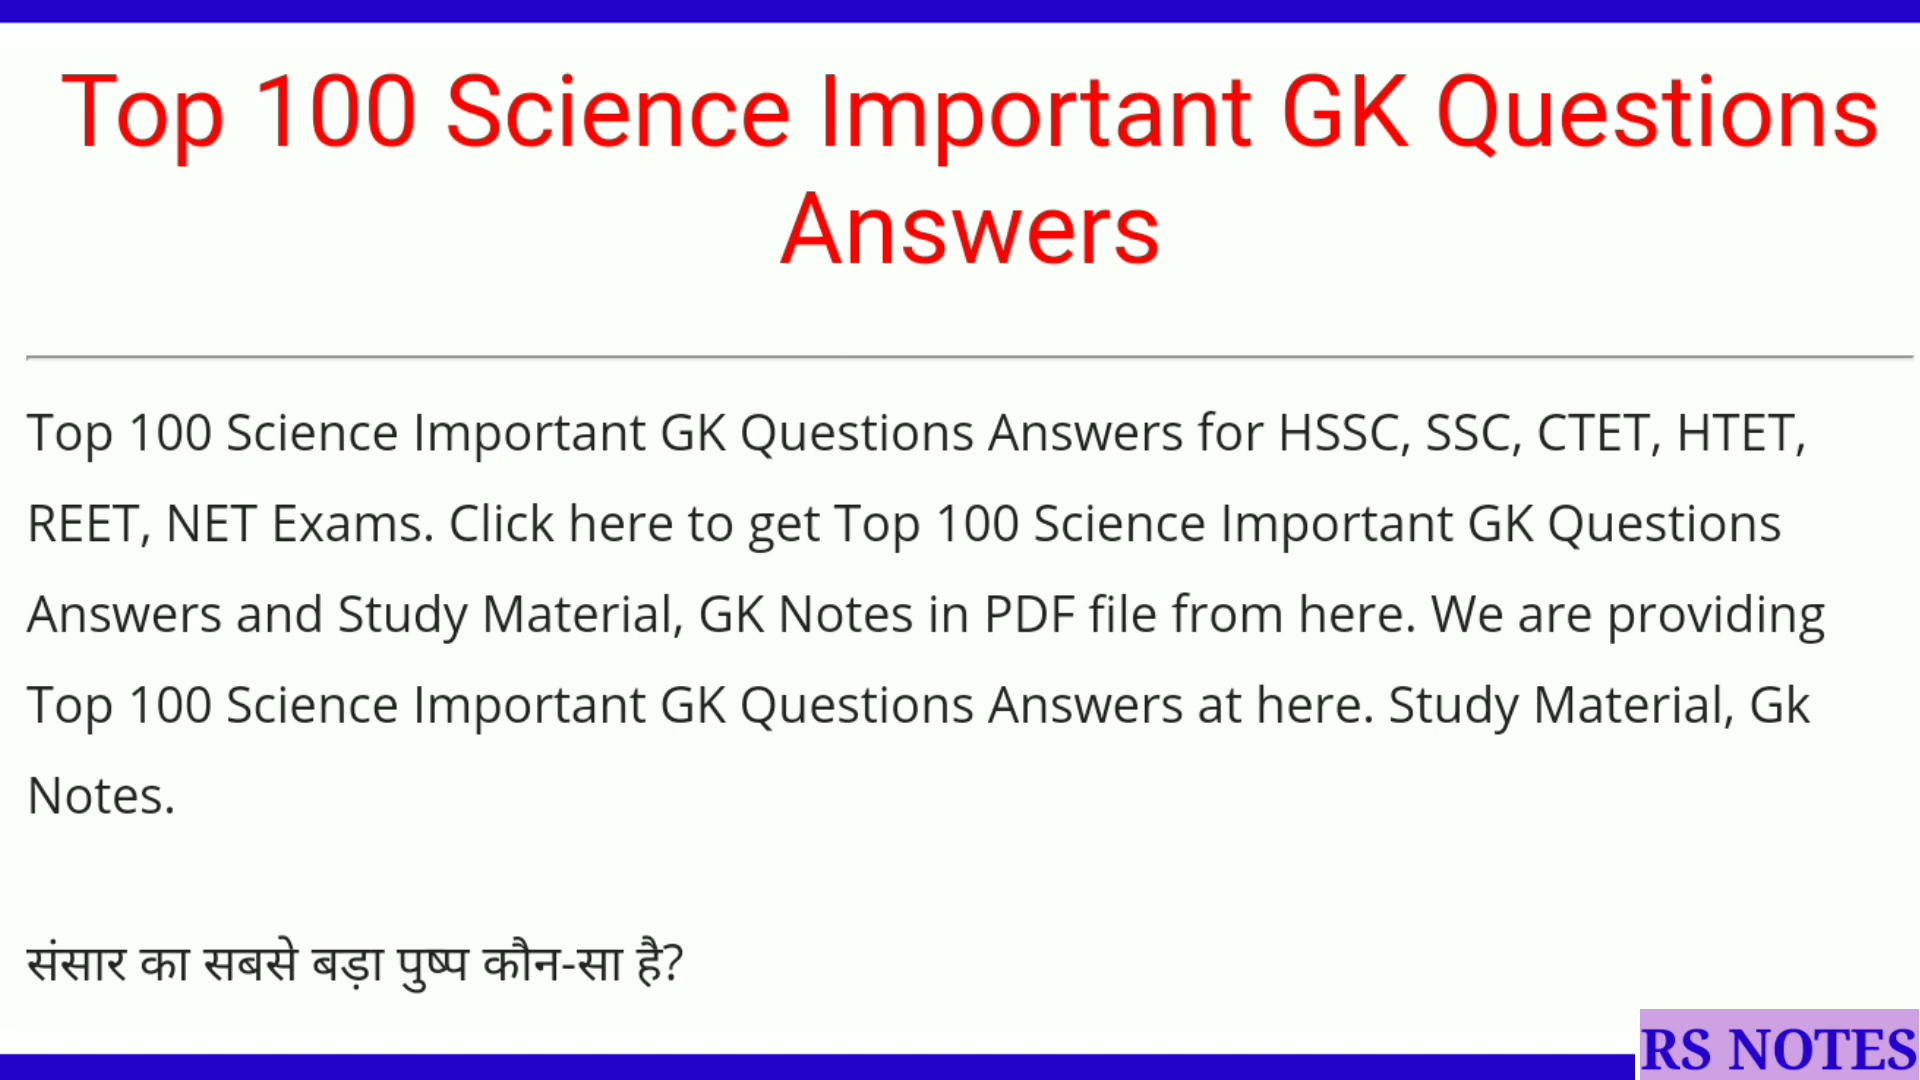 Top 100 Science Important GK Questions
Answers
Top 100 Science Important GK Questions Answers for HSSC, SSC, CTET, HTET,
REET, NET Exams. Click here to get Top 100 Science Important GK Questions
Answers and Study Material, GK Notes in PDF file from here. We are providing
Top 100 Science Important GK Questions Answers at here. Study Material, Gk
Notes.
संसार का सबसे बड़ा पुष्प कौन-सा है?
RS NOTES